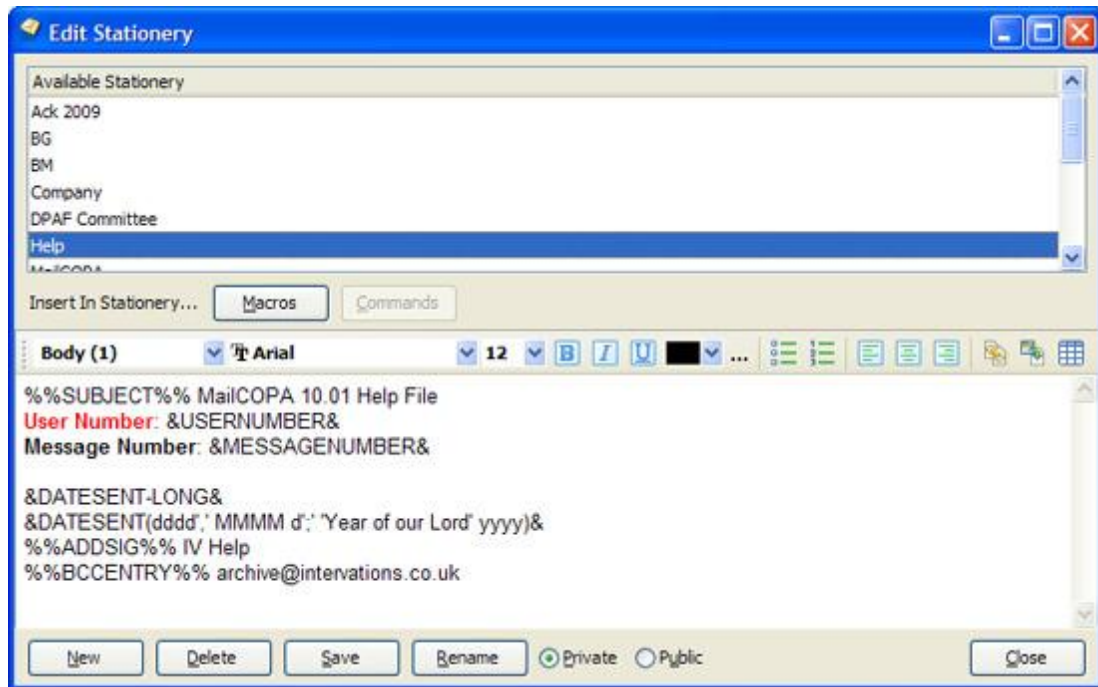 Edit Stationery
Available Stationery
Ack 2009
BG
BM
Company
DPAF Committee
Help
MailCOPA
Insert In Stationery... Macros Commands
Body (1) Arial 12 B I U ...
%%SUBJECT%% MailCOPA 10.01 Help File
User Number: &USERNUMBER&
Message Number: &MESSAGENUMBER&
&DATESENT-LONG&
&DATESENT(dddd',' MMMM d';' 'Year of our Lord' yyyy)&
%%ADDSIG%% IV Help
%%BCCENTRY%% archive@intervations.co.uk
New Delete Save Rename Private Public Close